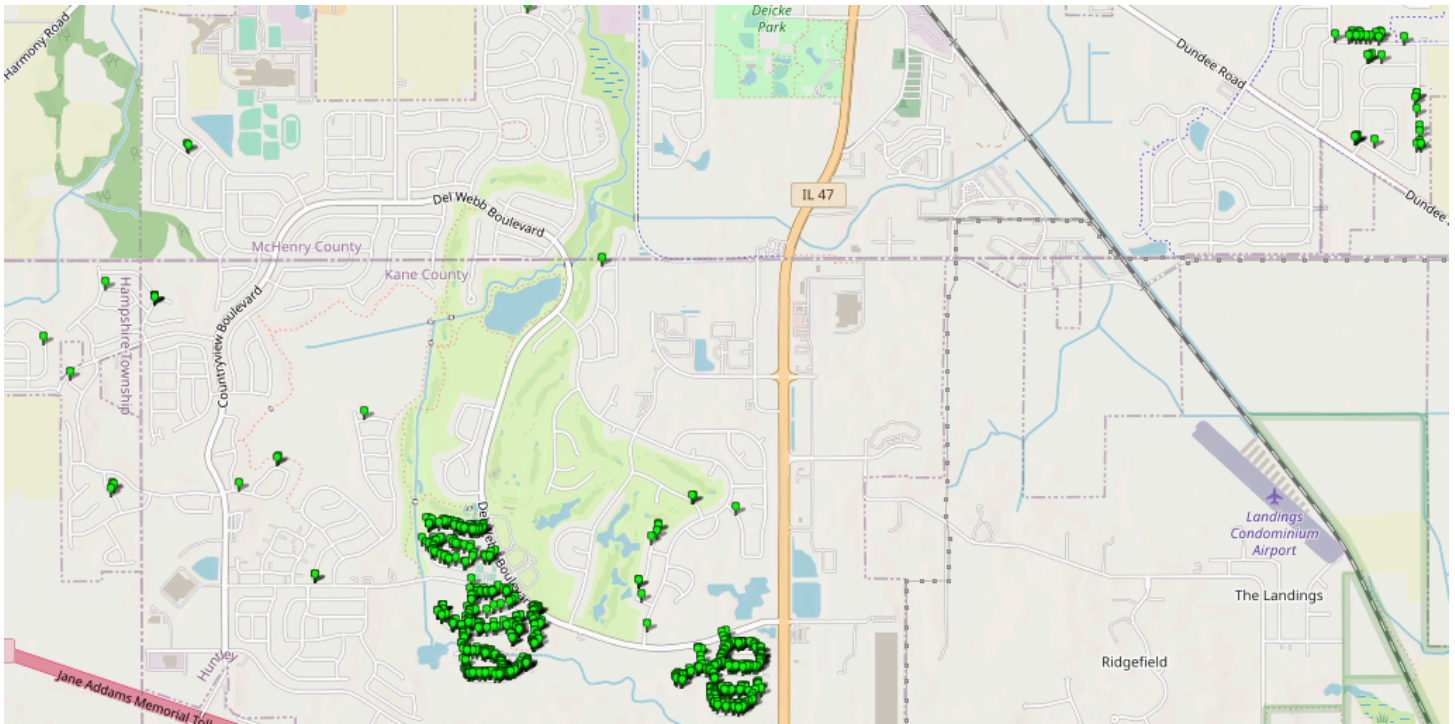 Harmony Road
Deicke
Park
Dundee Road
IL 47
Del Webb Boulevard
Dundee
McHenry County
Kane County
Hampshire Township
Countryview Boulevard
Landings
Condominium
Airport
The Landings
Ridgefield
Huntley
Jane Addams Memorial Toll